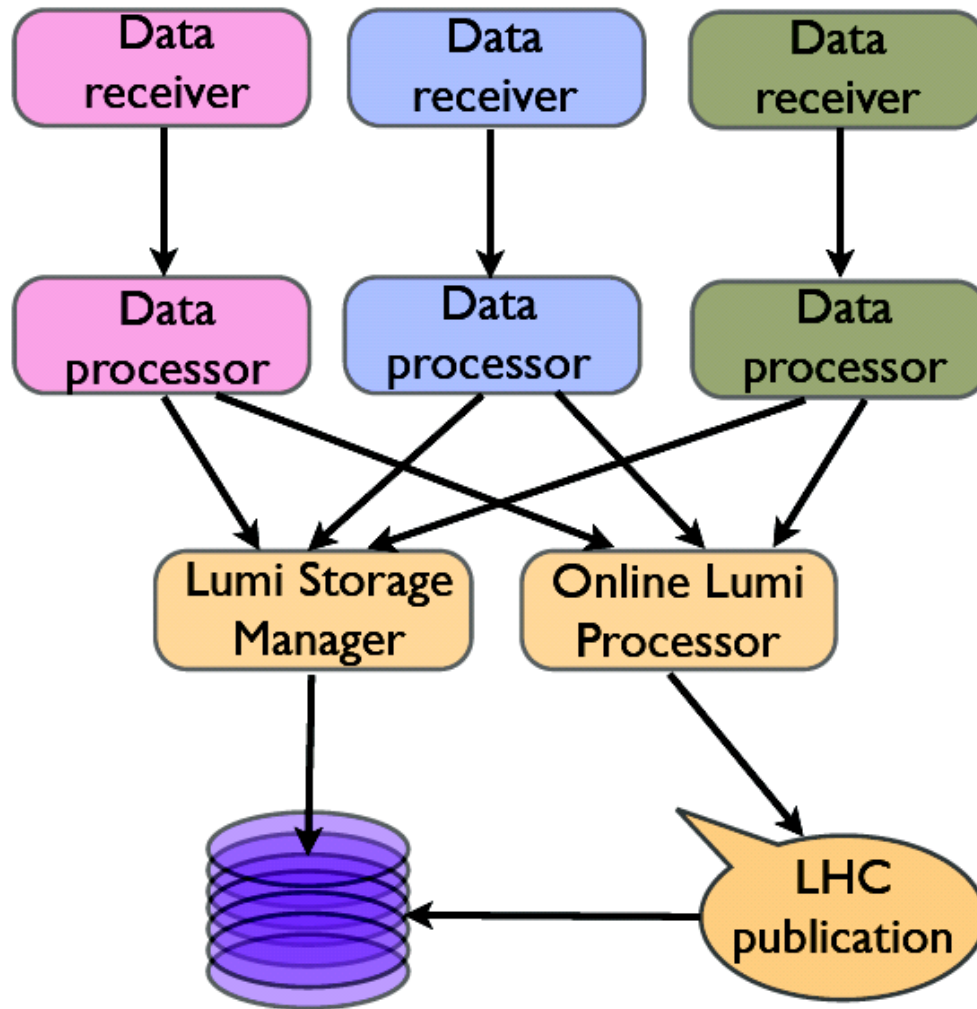 Data
receiver
Data
receiver
Data
receiver
Data
processor
Data
processor
Data
processor
Lumi Storage
Manager
Online Lumi
Processor
LHC
publication